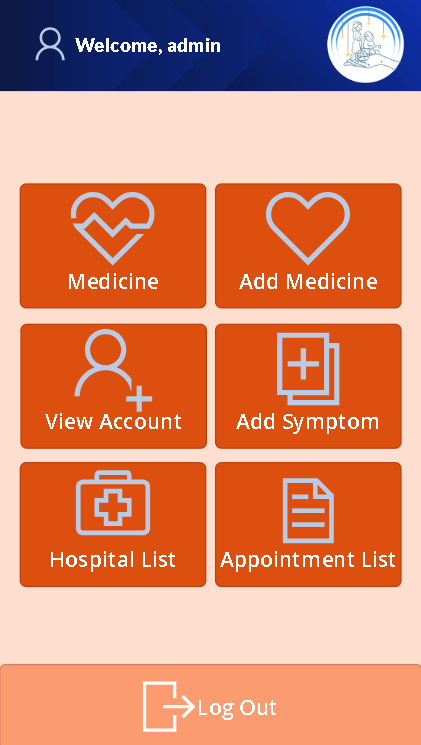 Welcome, admin
Medicine
Add Medicine
View Account
Add Symptom
Hospital List
Appointment List
Log Out